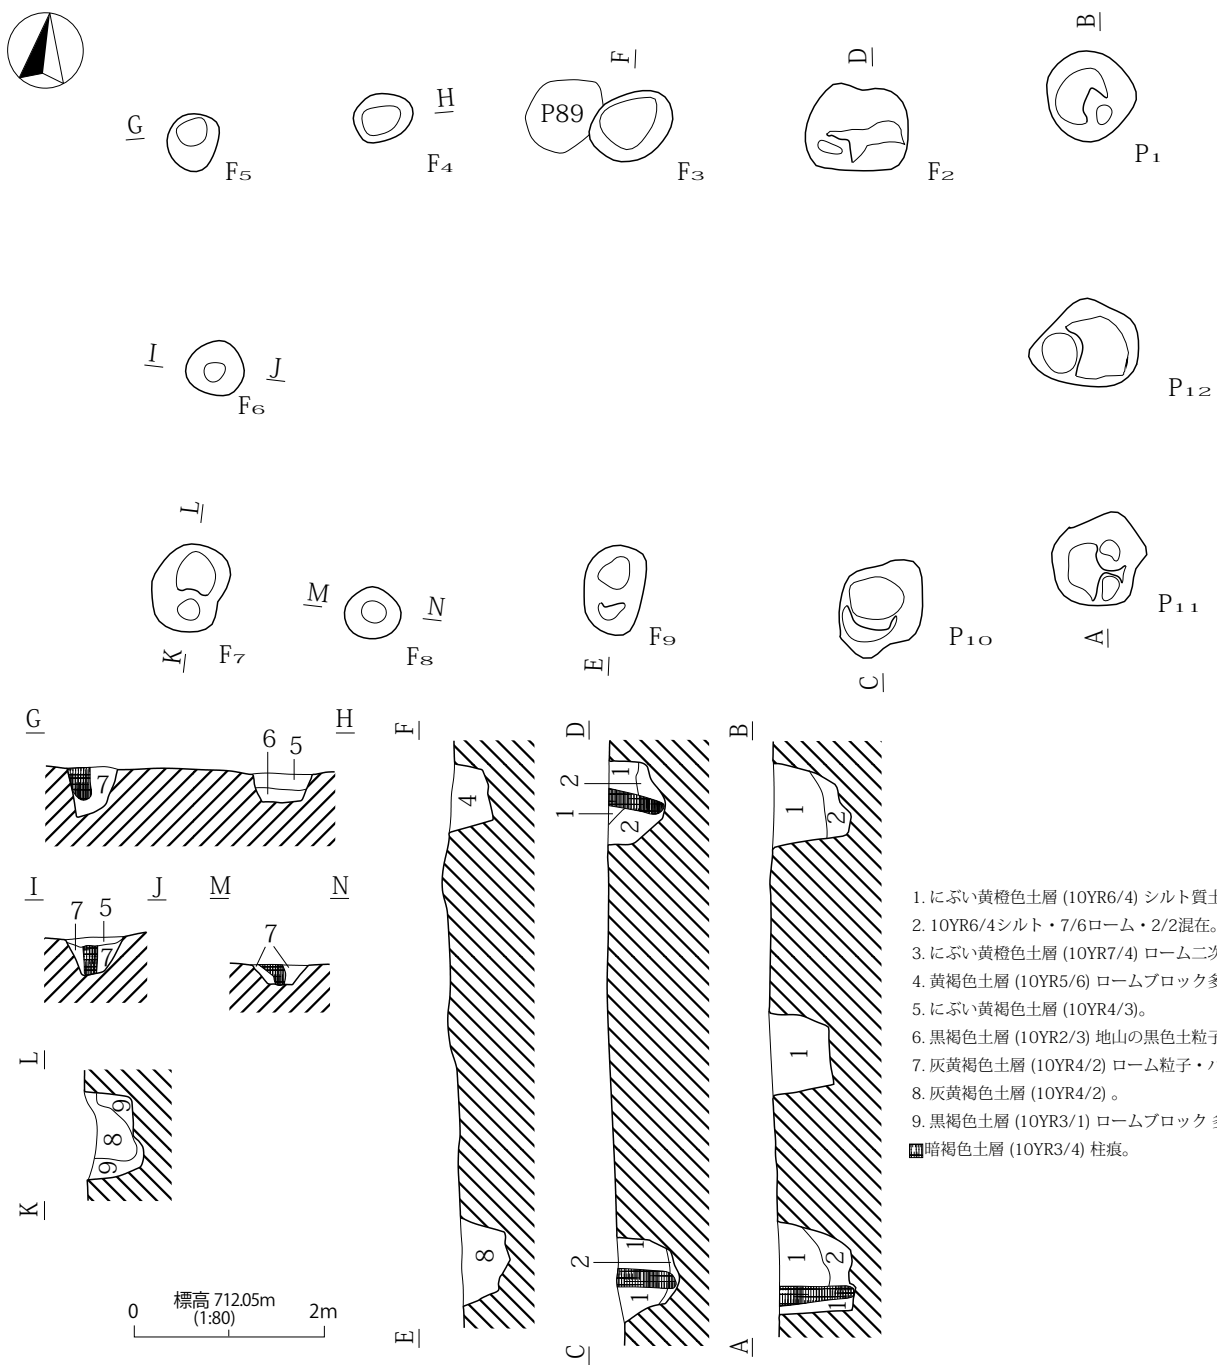 B
D
F
H
G
P89
F5
F4
F3
F2
P1
I
J
F6
P12
L
M
N
K
F7
F8
E
F9
C
P10
A
P11
G
H
6 5
7
F
4
D
1
2
1
2
B
1
2
I
J
7 5
7
M
N
7
1
L
9
8
9
K
8
E
1
2
1
C
1
2
1
A
1. にぶい黄橙色土層 (10YR6/4) シルト質土
2. 10YR6/4シルト・7/6ローム・2/2混在。
3. にぶい黄橙色土層 (10YR7/4) ローム二次
4. 黄褐色土層 (10YR5/6) ロームブロック多
5. にぶい黄褐色土層 (10YR4/3)。
6. 黒褐色土層 (10YR2/3) 地山の黒色土粒子
7. 灰黄褐色土層 (10YR4/2) ローム粒子・
8. 灰黄褐色土層 (10YR4/2) 。
9. 黒褐色土層 (10YR3/1) ロームブロック
暗褐色土層 (10YR3/4) 柱痕。
標高 712.05m
0 (1:80) 2m